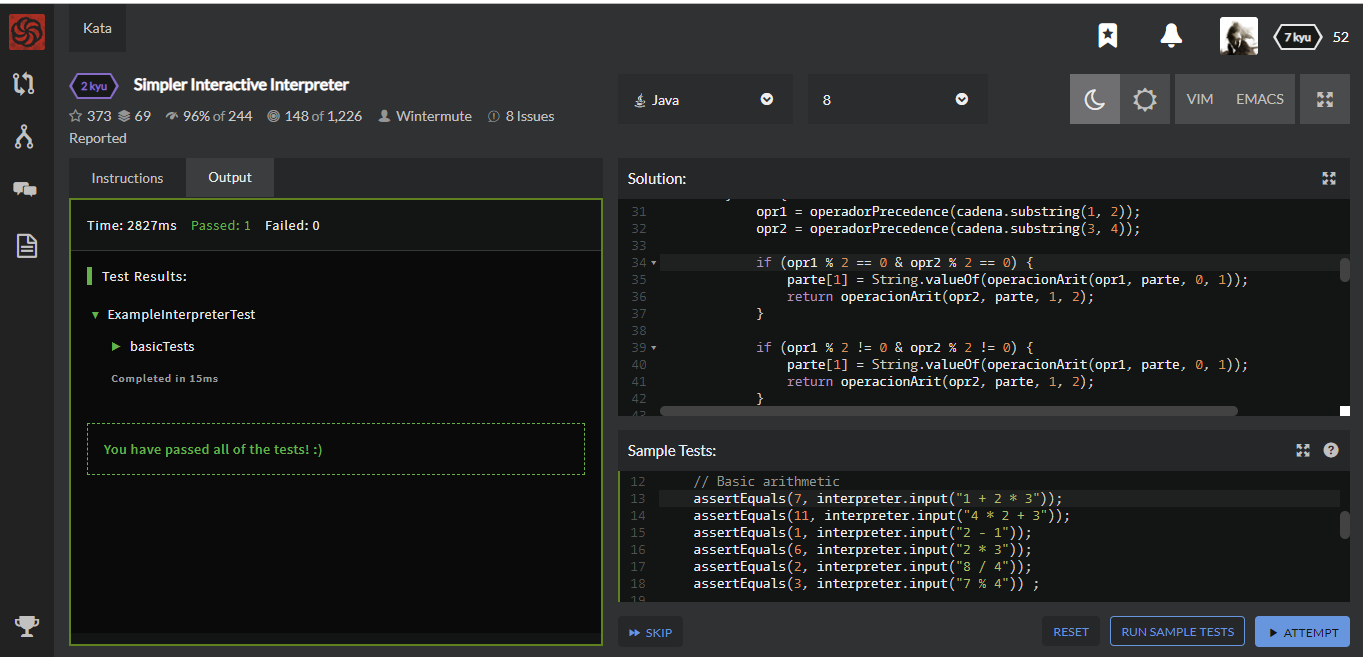 Kata
7 kyu 52
2 kyu Simpler Interactive Interpreter
373 69 96% of 244 148 of 1,226 Wintermute 8 Issues
Reported
Java
8
VIM EMACS
Instructions Output
Time: 2827ms Passed: 1 Failed: 0
Test Results:
ExampleInterpreterTest
basicTests
Completed in 15ms
You have passed all of the tests! :)
Solution:
31 opr1 = operadorPrecedence(cadena.substring(1, 2));
32 opr2 = operadorPrecedence(cadena.substring(3, 4));
33
34 if (opr1 % 2 == 0 & opr2 % 2 == 0) {
35 parte[1] = String.valueOf(operacionArit(opr1, parte, 0, 1));
36 return operacionArit(opr2, parte, 1, 2);
37 }
38
39 if (opr1 % 2 != 0 & opr2 % 2 != 0) {
40 parte[1] = String.valueOf(operacionArit(opr1, parte, 0, 1));
41 return operacionArit(opr2, parte, 1, 2);
42 }
43
Sample Tests:
12 // Basic arithmetic
13 assertEquals(7, interpreter.input("1 + 2 * 3"));
14 assertEquals(11, interpreter.input("4 * 2 + 3"));
15 assertEquals(1, interpreter.input("2 - 1"));
16 assertEquals(6, interpreter.input("2 * 3"));
17 assertEquals(2, interpreter.input("8 / 4"));
18 assertEquals(3, interpreter.input("7 % 4")) ;
19
SKIP
RESET RUN SAMPLE TESTS ATTEMPT